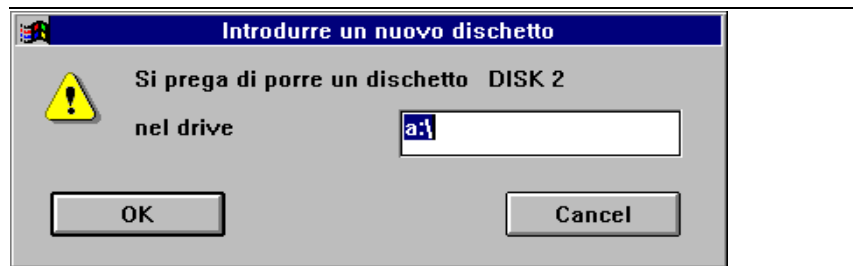 Introdurre un nuovo dischetto
Si prega di porre un dischetto DISK 2
nel drive a:\
OK Cancel